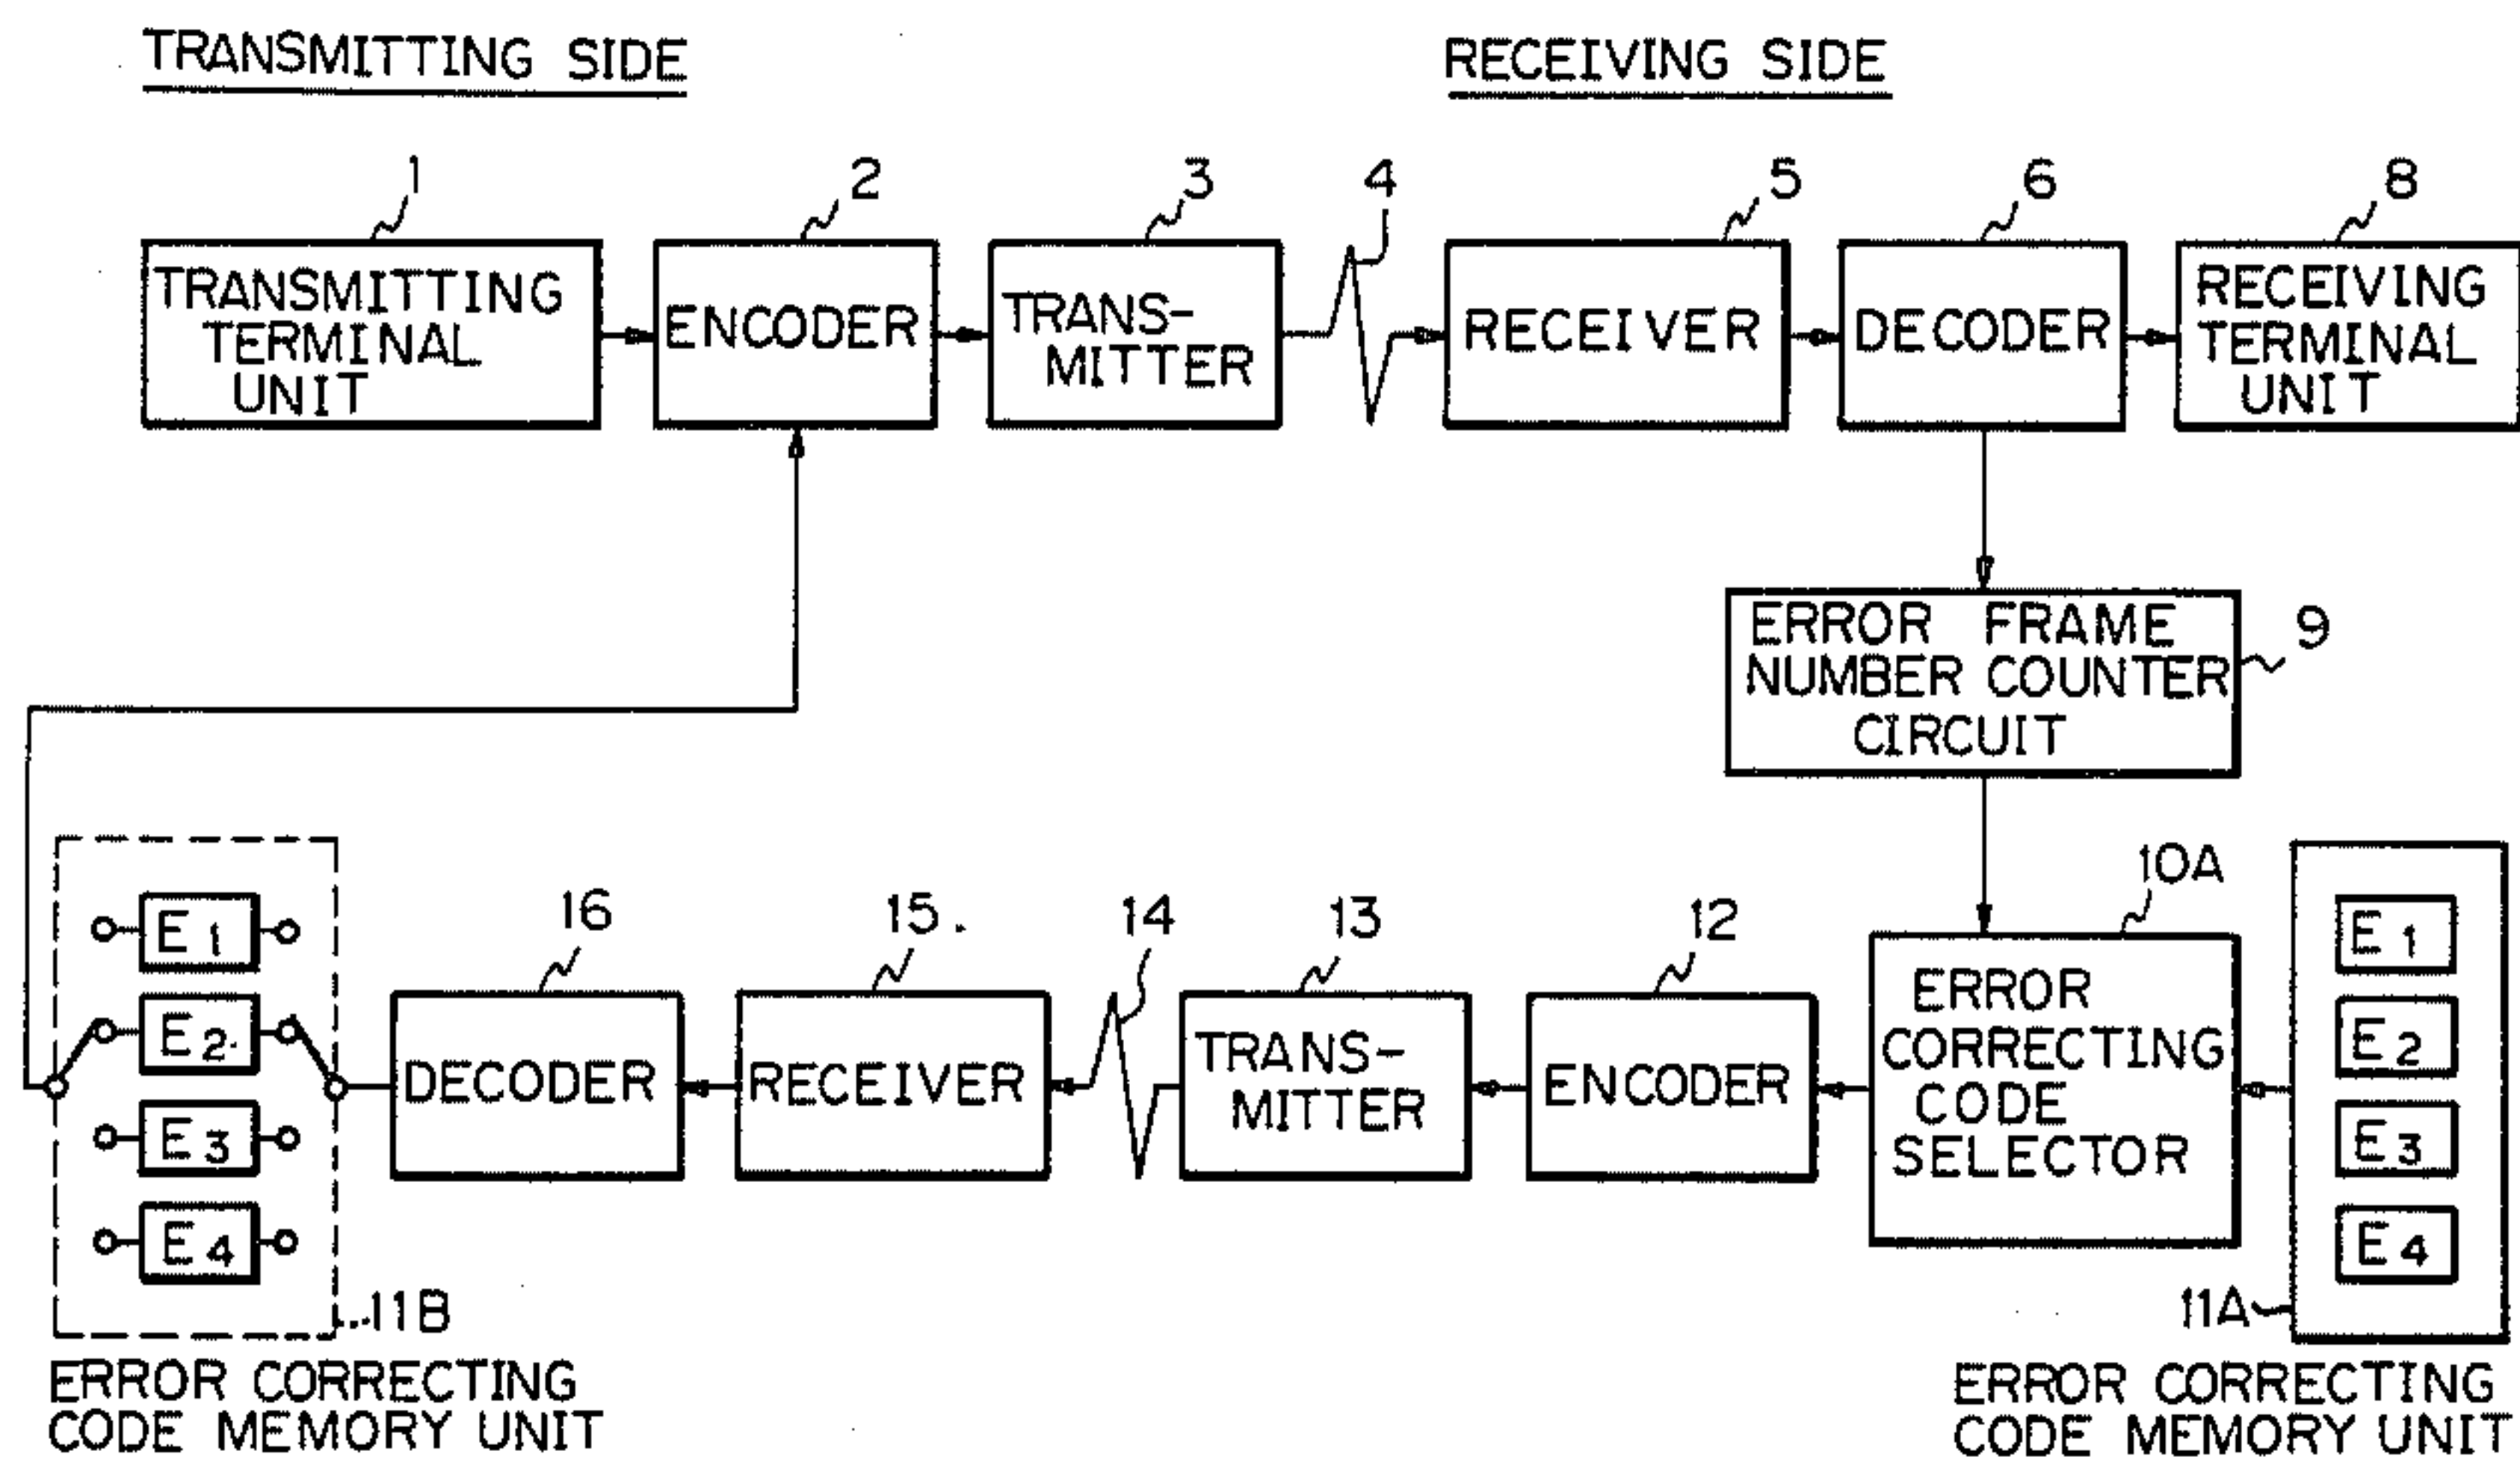 TRANSMITTING SIDE
RECEIVING SIDE
1
2
3
4
5
6
8
TRANSMITTING
TERMINAL
UNIT
ENCODER
TRANS-
MITTER
RECEIVER
DECODER
RECEIVING
TERMINAL
UNIT
ERROR FRAME
NUMBER COUNTER
CIRCUIT
9
10A
16
15.
14
13
12
E1
E2.
E3
E4
DECODER
RECEIVER
TRANS-
MITTER
ENCODER
ERROR
CORRECTING
CODE
SELECTOR
E1
E2
E3
E4
11B
11A
ERROR CORRECTING
CODE MEMORY UNIT
ERROR CORRECTING
CODE MEMORY UNIT